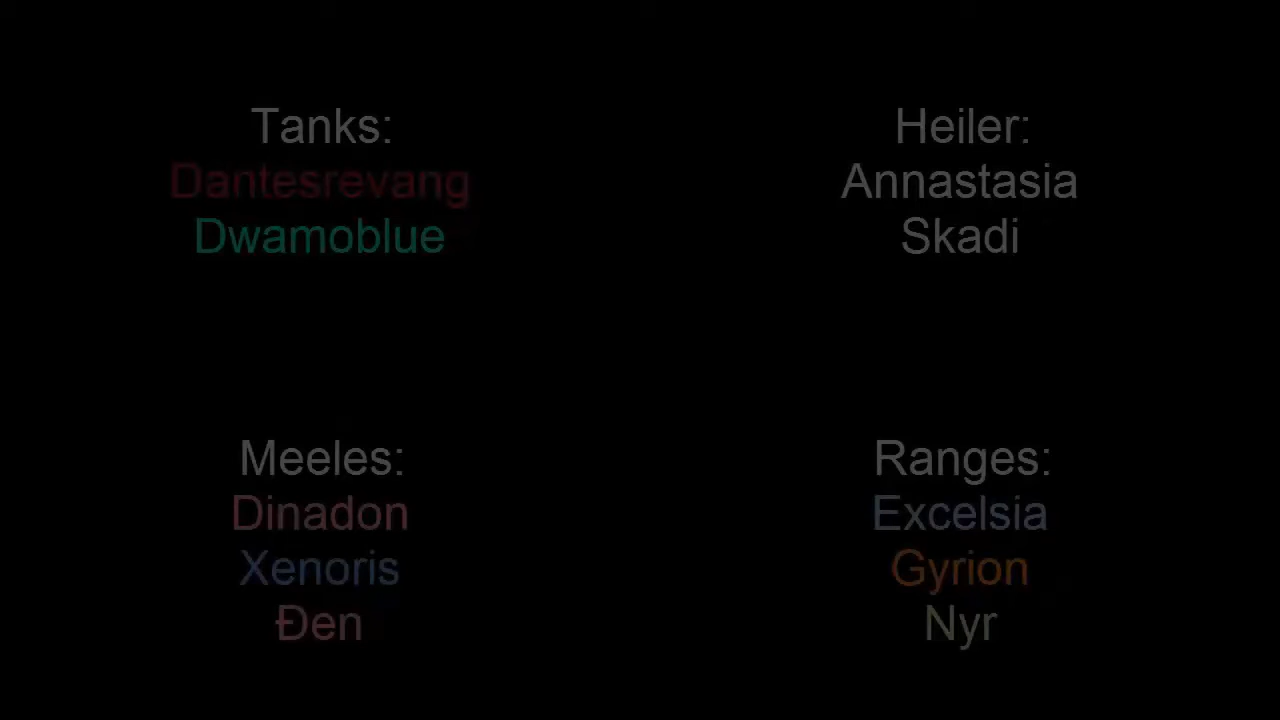 Tanks:
Dantesrevang
Dwamoblue
Heiler:
Annastasia
Skadi
Meeles:
Dinadon
Xenoris
Đen
Ranges:
Excelsia
Gyrion
Nyr